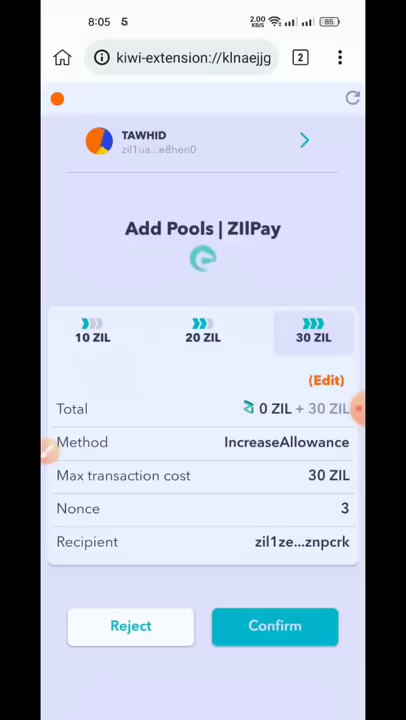 8:05 5 2.00 KB/S 85
kiwi-extension://klnaejjg 2
TAWHID
zil1ua...e8hen0
Add Pools | ZIlPay
10 ZIL 20 ZIL 30 ZIL
(Edit)
Total 0 ZIL + 30 ZIL
Method IncreaseAllowance
Max transaction cost 30 ZIL
Nonce 3
Recipient zil1ze...znpcrk
Reject Confirm